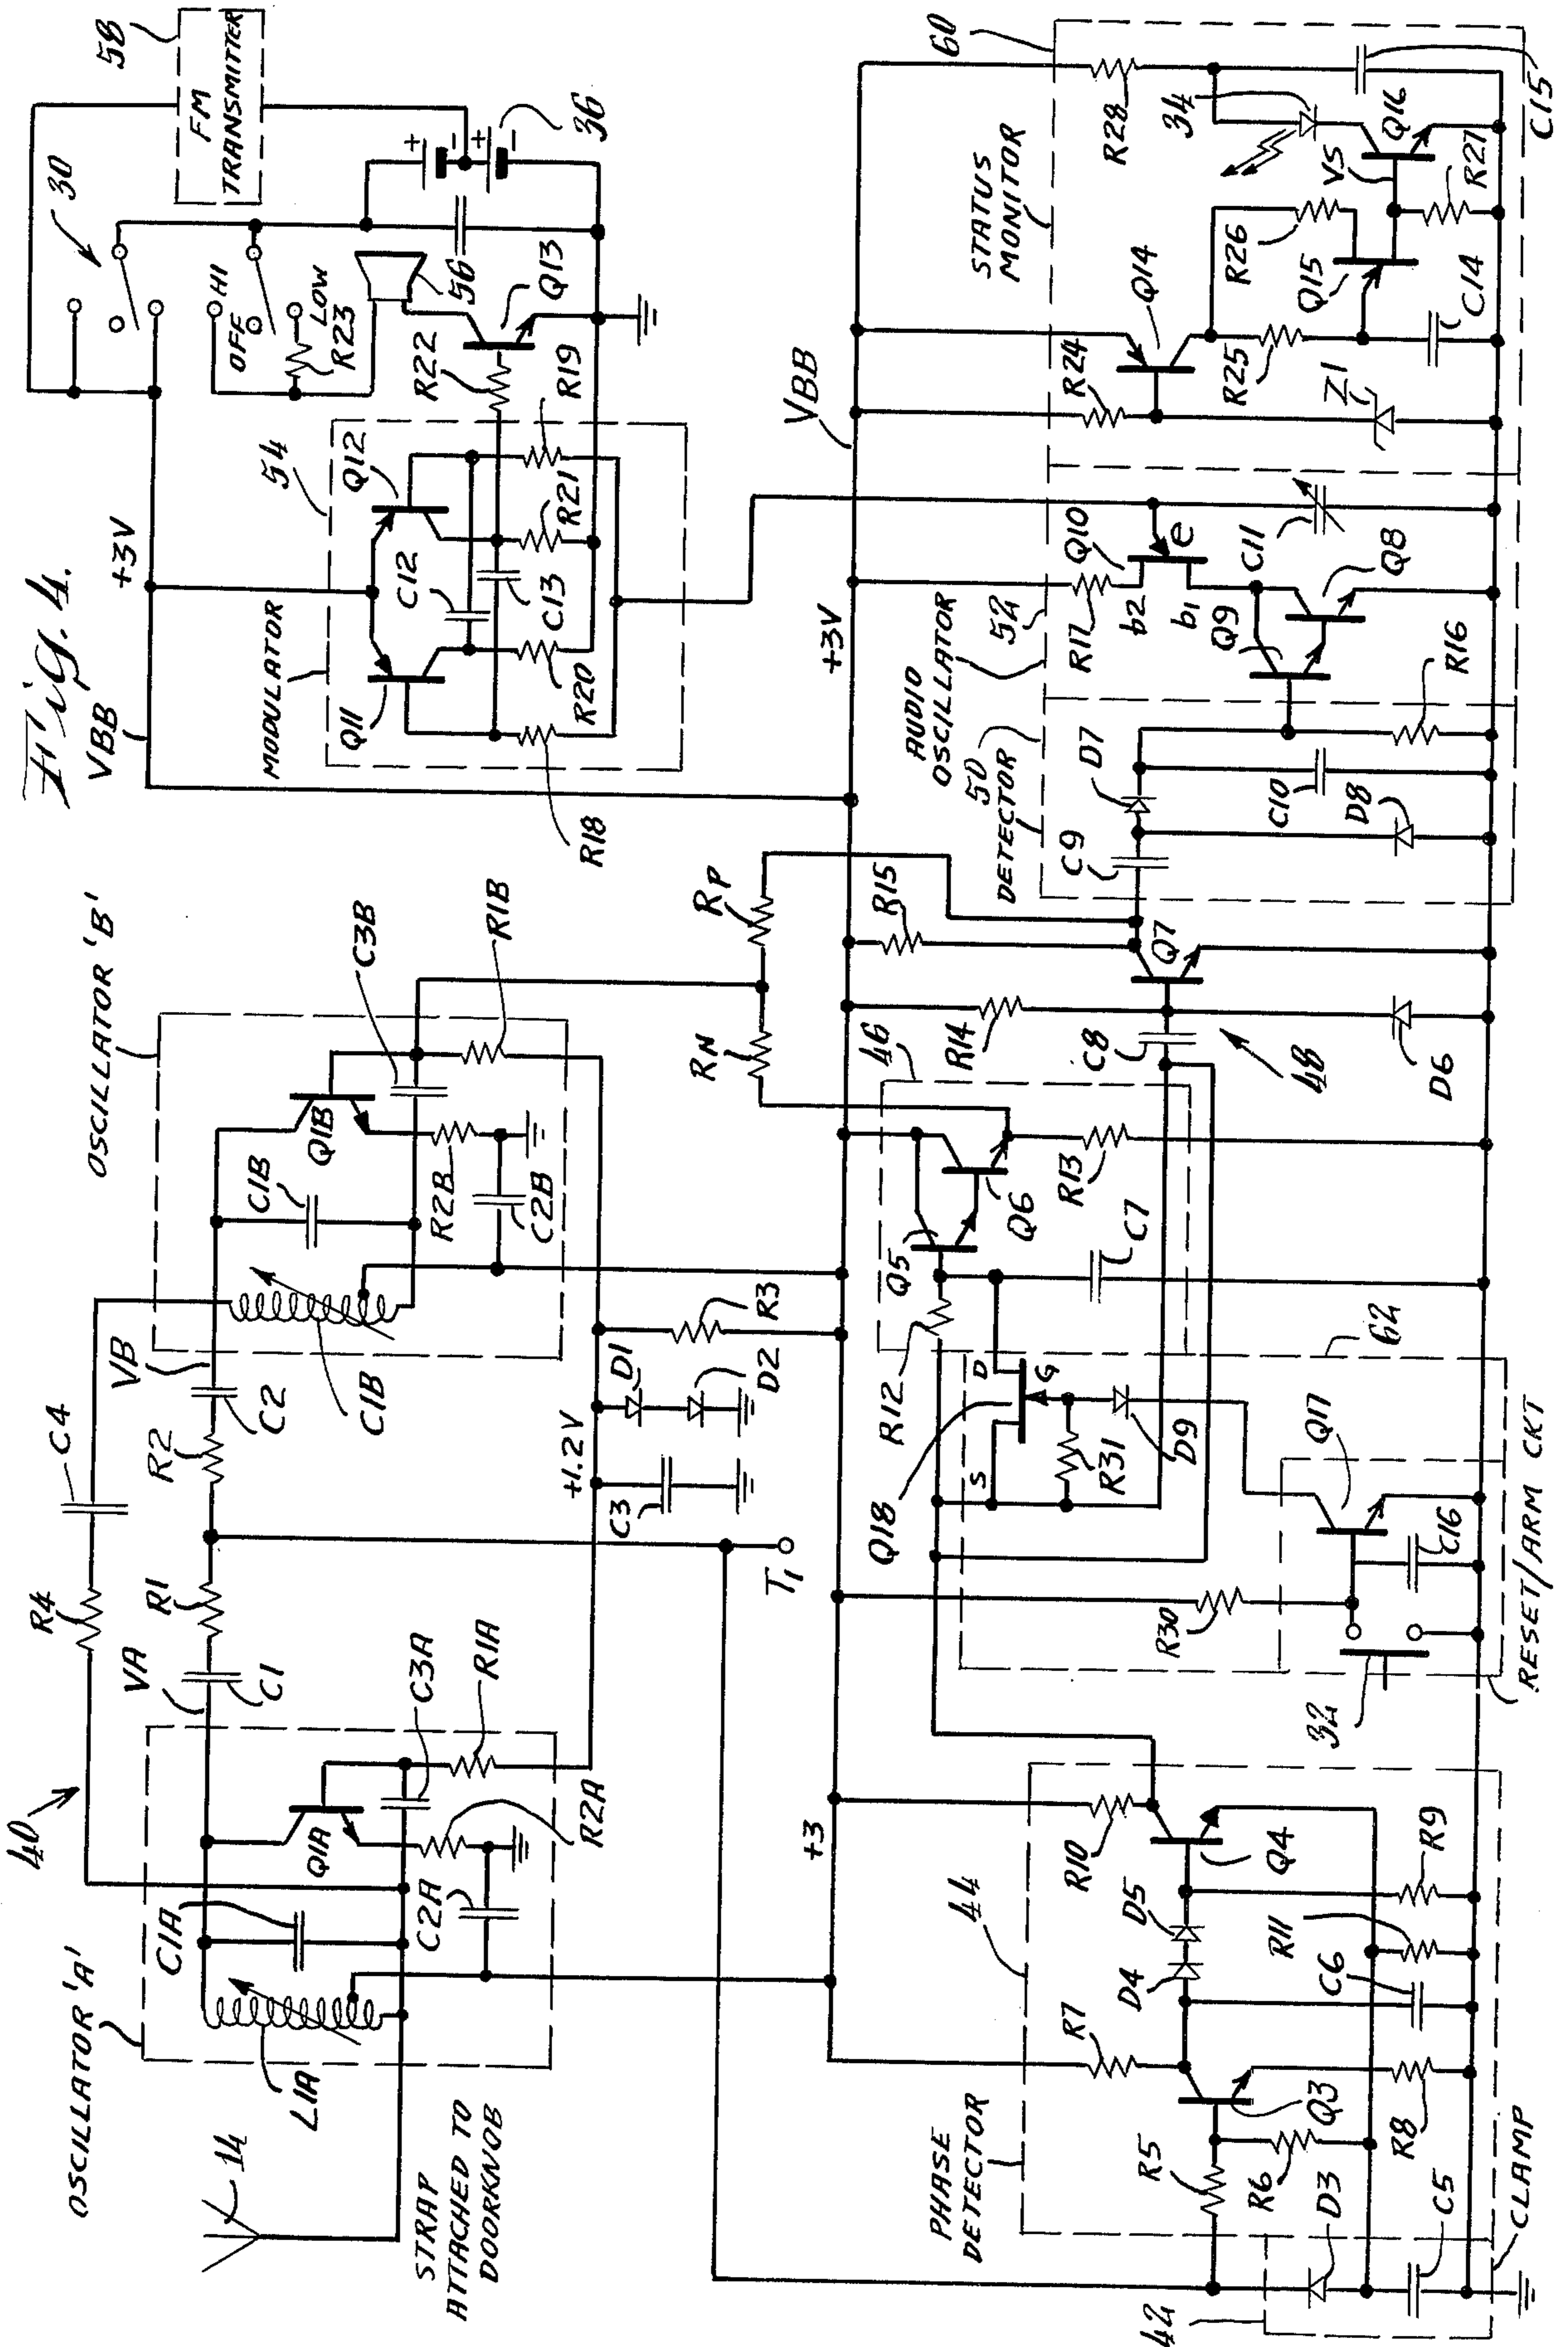 Fig. 4.
40
OSCILLATOR 'A'
14
STRAP
ATTACHED TO
DOORKNOB
L1A
C1A
Q1A
C2A
R2A
C3A
R1A
VA
C1
R1
R4
C4
R2
C2
VB
OSCILLATOR 'B'
C1B
C1B
Q1B
R2B
C2B
C3B
R1B
+1.2V
C3
D1
D2
R3
T1
RN
RP
VBB
+3V
MODULATOR
54
Q11
Q12
C12
C13
R18
R20
R21
R19
R22
Q13
56
30
OFF
HI
LOW
R23
58
FM
TRANSMITTER
+
-
+
-
36
PHASE
DETECTOR
44
+3
R7
R5
R6
Q3
R8
D3
C5
42
CLAMP
D4
D5
C6
R11
R9
R10
Q4
32
R30
C16
Q17
RESET/ARM CKT
62
Q18
S
D
G
R31
D9
R12
46
Q5
Q6
C7
R13
C8
48
R14
D6
Q7
R15
+3V
VBB
DETECTOR
50
C9
D7
D8
C10
R16
AUDIO
OSCILLATOR
52
R17
b2
b1
e
Q10
Q9
Q8
C11
STATUS
MONITOR
60
R24
Q14
R25
Z1
C14
Q15
R26
R27
VS
Q16
34
R28
C15